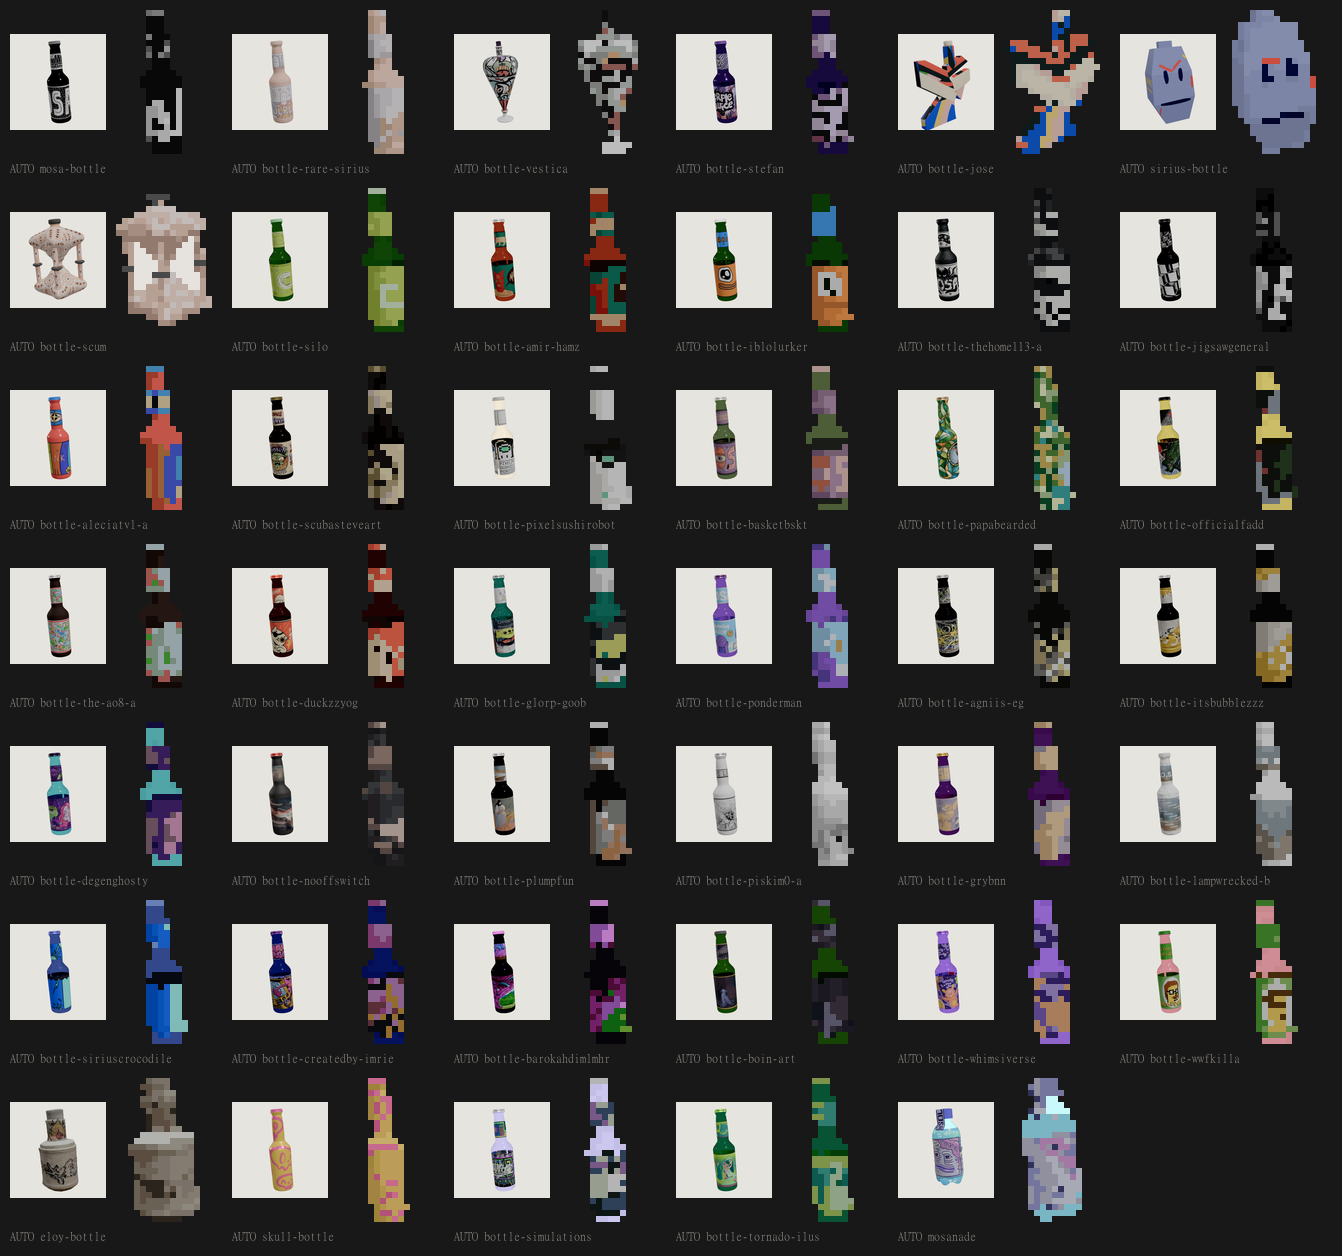 AUTO mosa-bottle
AUTO bottle-rare-sirius
AUTO bottle-vestica
AUTO bottle-stefan
AUTO bottle-jose
AUTO sirius-bottle
AUTO bottle-scum
AUTO bottle-silo
AUTO bottle-amir-hamz
AUTO bottle-iblolurker
AUTO bottle-thehomell3-a
AUTO bottle-jigsawgeneral
AUTO bottle-aleciatvl-a
AUTO bottle-scubasteveart
AUTO bottle-pixelsushirobot
AUTO bottle-basketbskt
AUTO bottle-papabearded
AUTO bottle-officialfadd
AUTO bottle-the-ao8-a
AUTO bottle-duckzzyog
AUTO bottle-glorp-goob
AUTO bottle-ponderman
AUTO bottle-agniis-eg
AUTO bottle-itsbubblezzz
AUTO bottle-degenghosty
AUTO bottle-nooffswitch
AUTO bottle-plumpfun
AUTO bottle-piskim0-a
AUTO bottle-grybnn
AUTO bottle-lampwrecked-b
AUTO bottle-siriuscrocodile
AUTO bottle-createdby-imrie
AUTO bottle-barokahdimlmhr
AUTO bottle-boin-art
AUTO bottle-whimsiverse
AUTO bottle-wwfkilla
AUTO eloy-bottle
AUTO skull-bottle
AUTO bottle-simulations
AUTO bottle-tornado-ilus
AUTO mosanade